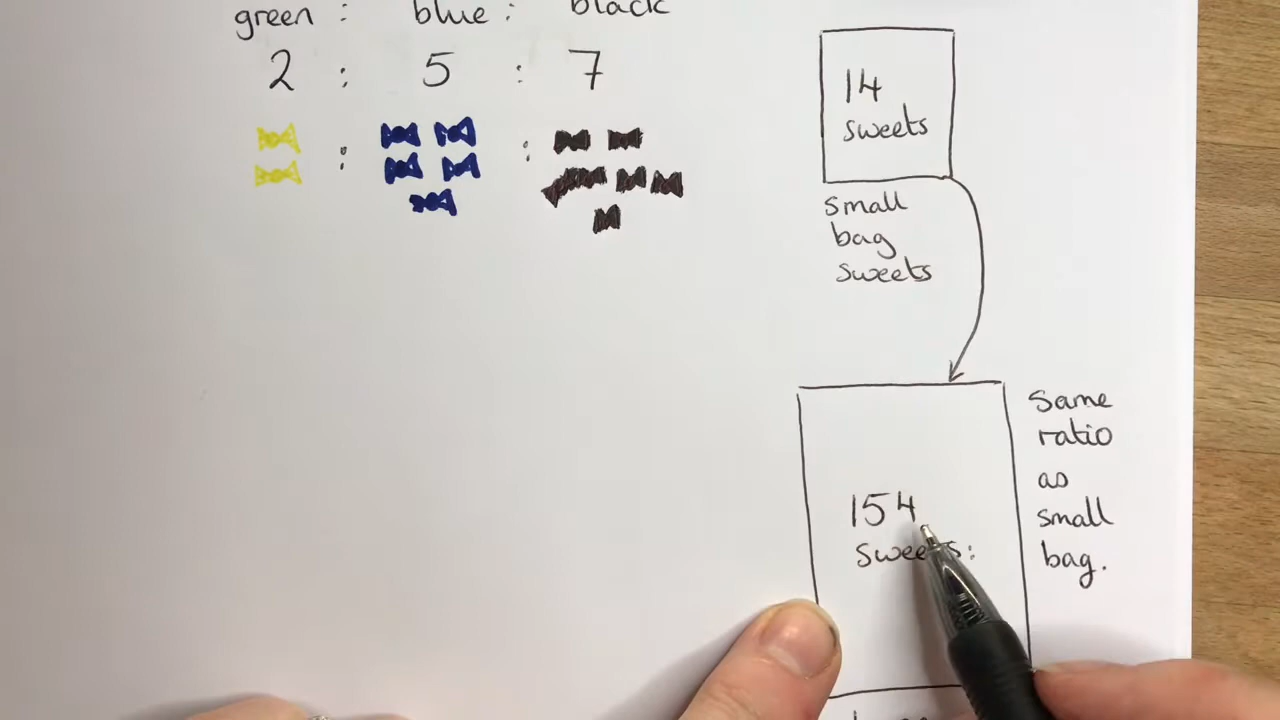 green : blue : black
2 : 5 : 7
: :
14
sweets
small
bag
sweets
same
ratio
as
small
bag.
154
sweets: